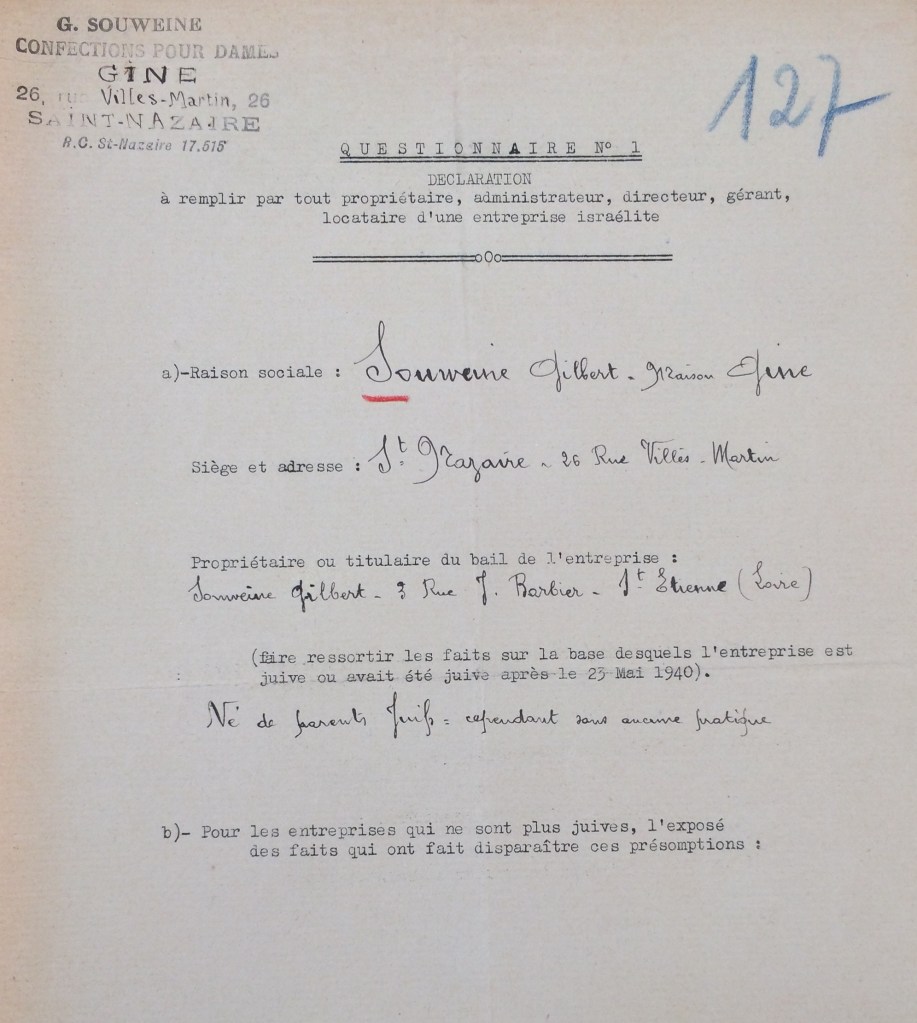 G. SOUWEINE
CONFECTIONS POUR DAMES
GINE
26, rue Villes-Martin, 26
SAINT-NAZAIRE
R.C. St-Nazaire 17.515
127
QUESTIONNAIRE No 1
DECLARATION
à remplir par tout propriétaire, administrateur, directeur, gérant,
locataire d'une entreprise israélite
oOo
a)-Raison sociale : Souweine Gilbert - Maison Gine
Siège et adresse : St. Nazaire - 26 Rue Villès-Martin
Propriétaire ou titulaire du bail de l'entreprise :
Souweine Gilbert - 3 Rue J. Barbier - St. Etienne (Loire)
(faire ressortir les faits sur la base desquels l'entreprise est
: juive ou avait été juive après le 23 Mai 1940).
Né de parents Juifs = cependant sans aucune pratique
b)- Pour les entreprises qui ne sont plus juives, l'exposé
des faits qui ont fait disparaître ces présomptions :